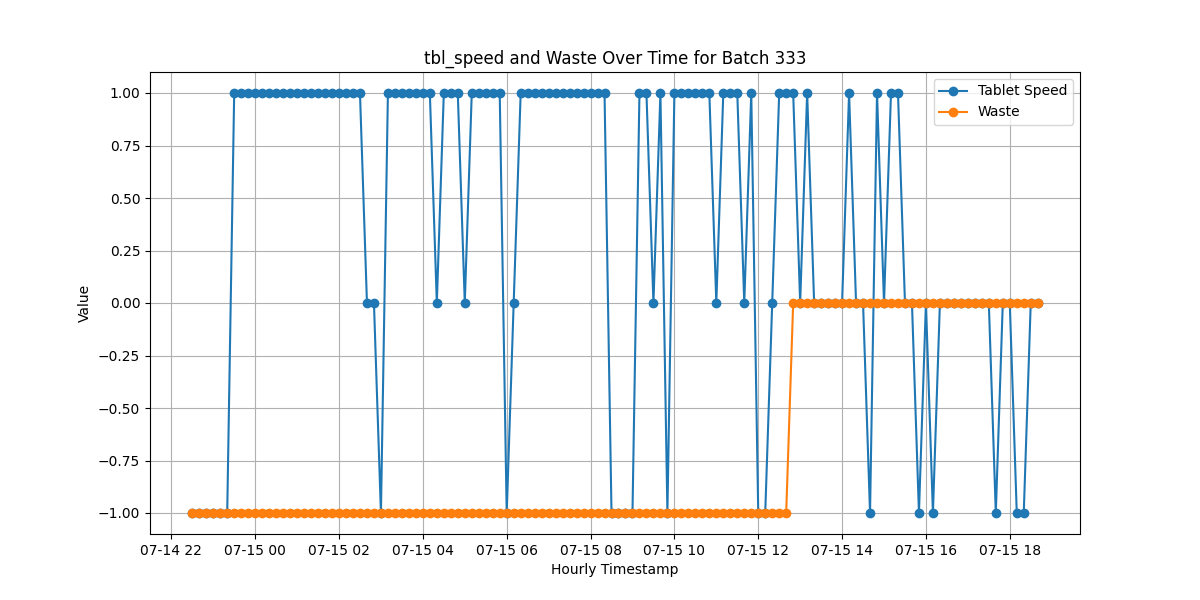 tbl_speed and Waste Over Time for Batch 333
Tablet Speed
Waste
Value
1.00
0.75
0.50
0.25
0.00
−0.25
−0.50
−0.75
−1.00
07-14 22 07-15 00 07-15 02 07-15 04 07-15 06 07-15 08 07-15 10 07-15 12 07-15 14 07-15 16 07-15 18
Hourly Timestamp